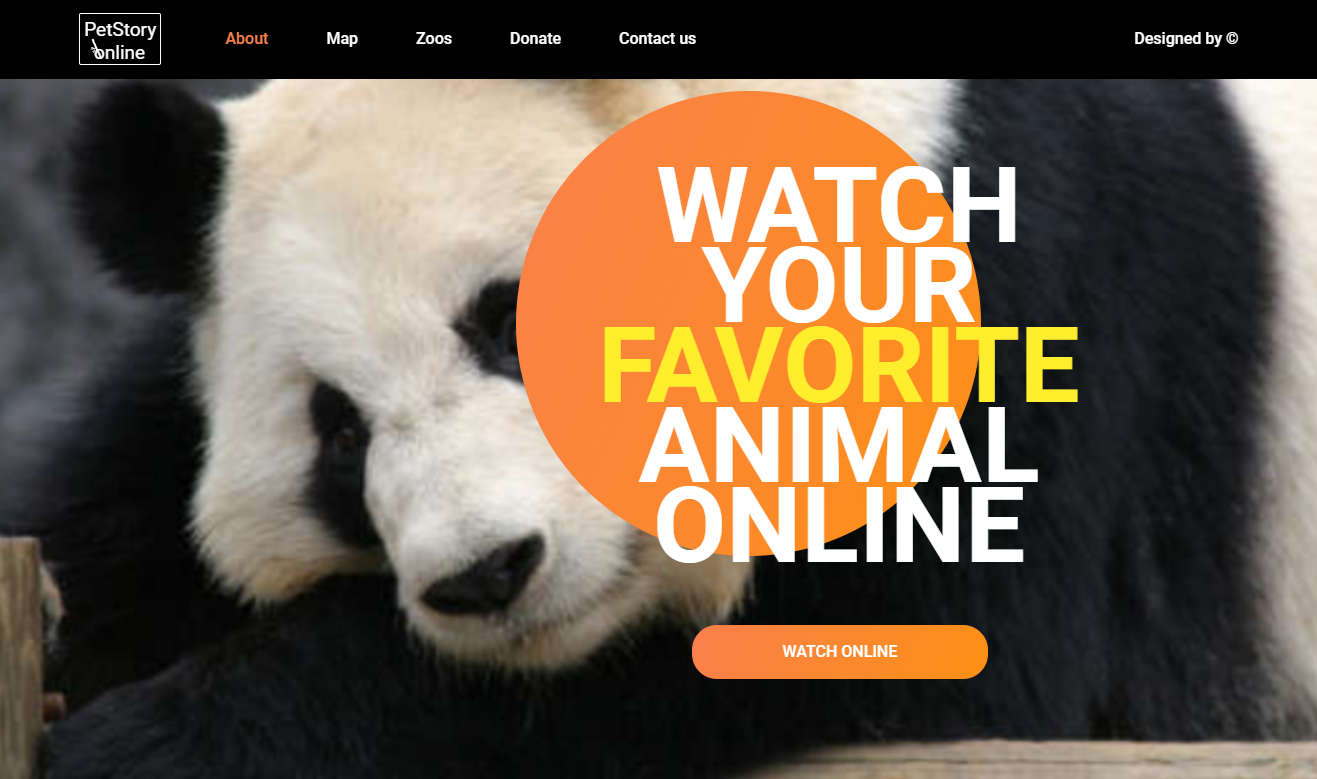 PetStory
online
About Map Zoos Donate Contact us Designed by ©
WATCH
YOUR
FAVORITE
ANIMAL
ONLINE
WATCH ONLINE